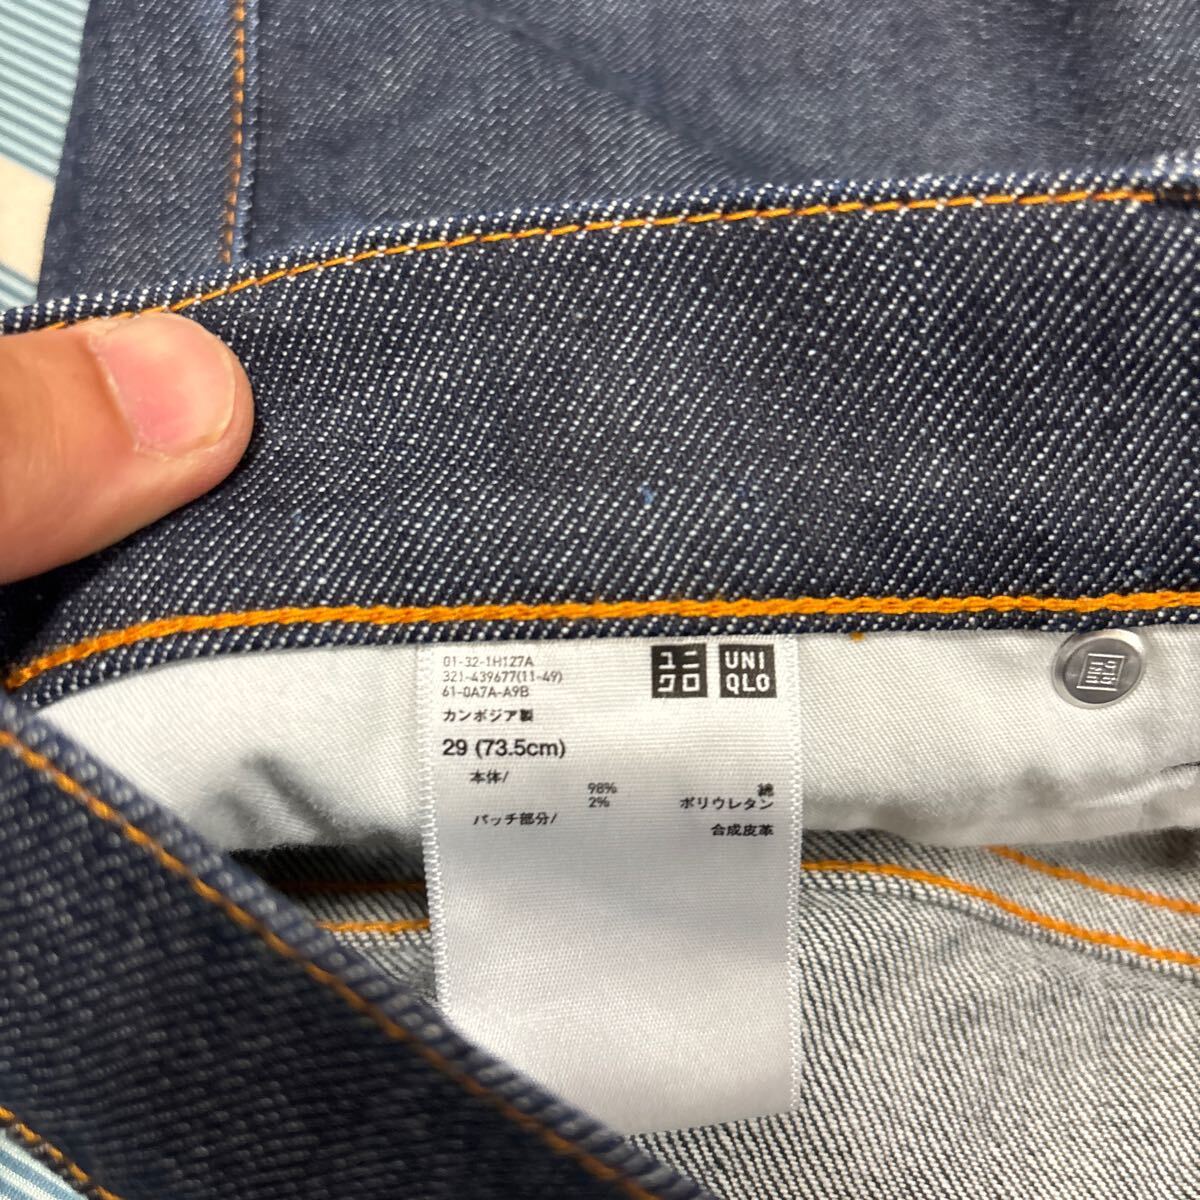 01-32-1H127A
321-439677(11-49)
61-0A7A-A9B
カンボジア製
29 (73.5cm)
本体/
98% 綿
2% ポリウレタン
パッチ部分/
合成皮革
ユニ
クロ
UNI
QLO
UNI
QLO